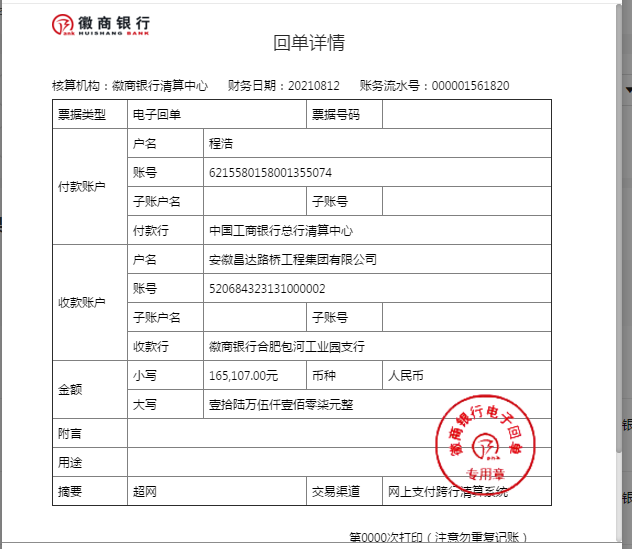 徽商银行
HUISHANG BANK
回单详情
核算机构：徽商银行清算中心 财务日期：20210812 账务流水号：000001561820
票据类型 电子回单 票据号码
付款账户
户名 程浩
账号 6215580158001355074
子账户名 子账号
付款行 中国工商银行总行清算中心
收款账户
户名 安徽昌达路桥工程集团有限公司
账号 520684323131000002
子账户名 子账号
收款行 徽商银行合肥包河工业园支行
金额
小写 165,107.00元 币种 人民币
大写 壹拾陆万伍仟壹佰零柒元整
附言
用途
摘要 超网 交易渠道 网上支付跨行清算系统
徽商银行电子回单
专用章
第0000次打印（注意勿重复记账）
银
银